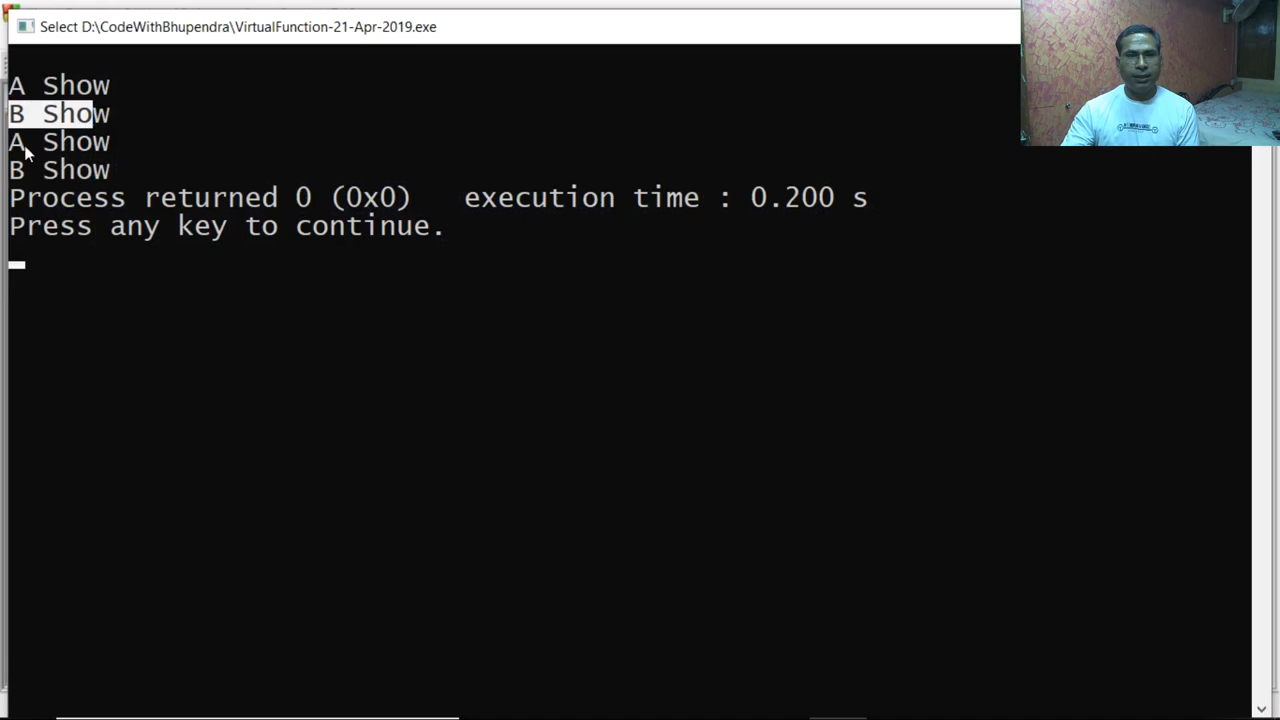 Select D:\CodeWithBhupendra\VirtualFunction-21-Apr-2019.exe
A Show
B Show
A Show
B Show
Process returned 0 (0x0)   execution time : 0.200 s
Press any key to continue.